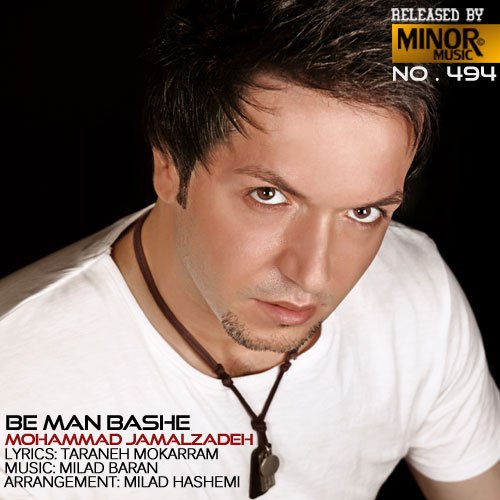 RELEASED BY
MINOR
MUSIC
NO . 494
BE MAN BASHE
MOHAMMAD JAMALZADEH
LYRICS: TARANEH MOKARRAM
MUSIC: MILAD BARAN
ARRANGEMENT: MILAD HASHEMI